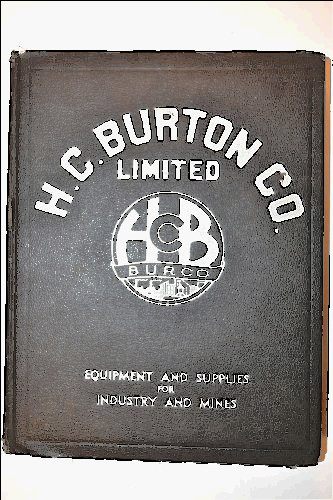 H.C. BURTON CO.
LIMITED
HCB
BURCO
EQUIPMENT AND SUPPLIES
FOR
INDUSTRY AND MINES